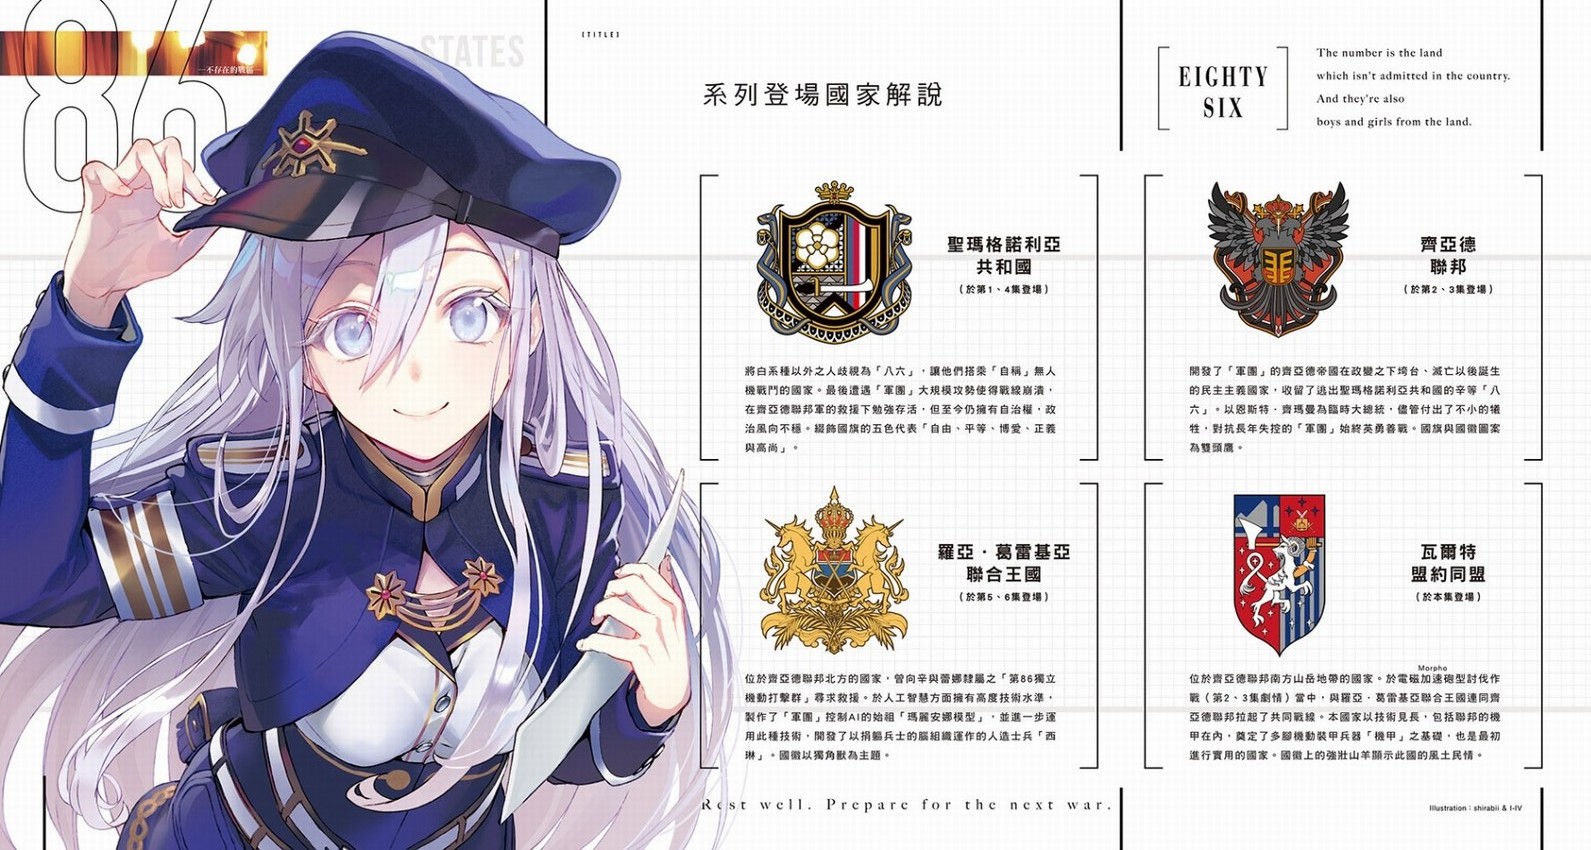 86
—不存在的戰區—
STATES
[TITLE]
系列登場國家解說
EIGHTY
SIX
The number is the land
which isn't admitted in the country.
And they're also
boys and girls from the land.
聖瑪格諾利亞
共和國
(於第1、4集登場)
將白系種以外之人歧視為「八六」,讓他們搭乘「自稱」無人
機戰鬥的國家。最後遭遇「軍團」大規模攻勢使得戰線崩潰,
在齊亞德聯邦軍的救援下勉強存活,但至今仍擁有自治權,政
治風向不穩。綴飾國旗的五色代表「自由、平等、博愛、正義
與高尚」。
齊亞德
聯邦
(於第2、3集登場)
開發了「軍團」的齊亞德帝國在政變之下垮台、滅亡以後誕生
的民主主義國家,收留了逃出聖瑪格諾利亞共和國的辛等「八
六」。以恩斯特·齊瑪曼為臨時大總統,儘管付出了不小的犧
牲,對抗長年失控的「軍團」始終英勇善戰。國旗與國徽圖案
為雙頭鷹。
羅亞·葛雷基亞
聯合王國
(於第5、6集登場)
位於齊亞德聯邦北方的國家,曾向辛與蕾娜隸屬之「第86獨立
機動打擊群」尋求救援。於人工智慧方面擁有高度技術水準,
製作了「軍團」控制AI的始祖「瑪麗安娜模型」,並進一步運
用此種技術,開發了以捐軀兵士的腦組織運作的人造士兵「西
琳」。國徽以獨角獸為主題。
瓦爾特
盟約同盟
(於本集登場)
Morpho
位於齊亞德聯邦南方山岳地帶的國家。於電磁加速砲型討伐作
戰(第2、3集劇情)當中,與羅亞·葛雷基亞聯合王國連同齊
亞德聯邦拉起了共同戰線。本國家以技術見長,包括聯邦的機
甲在內,奠定了多腳機動裝甲兵器「機甲」之基礎,也是最初
進行實用的國家。國徽上的強壯山羊顯示此國的風土民情。
Rest well. Prepare for the next war.
Illustration : shirabii & I-IV